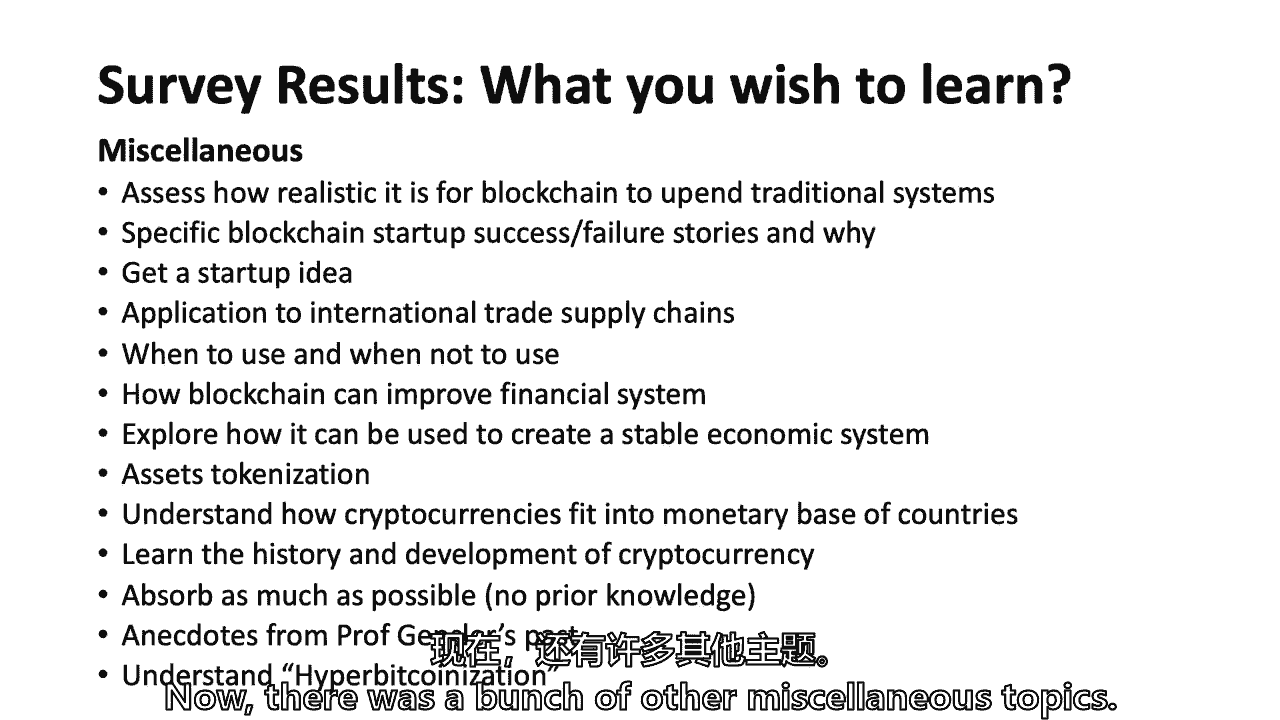 Survey Results: What you wish to learn?
Miscellaneous
• Assess how realistic it is for blockchain to upend traditional systems
• Specific blockchain startup success/failure stories and why
• Get a startup idea
• Application to international trade supply chains
• When to use and when not to use
• How blockchain can improve financial system
• Explore how it can be used to create a stable economic system
• Assets tokenization
• Understand how cryptocurrencies fit into monetary base of countries
• Learn the history and development of cryptocurrency
• Absorb as much as possible (no prior knowledge)
• Anecdotes from Prof Gensler’s past
现在，还有许多其他主题。
• Understand “Hyperbitcoinization”
Now, there was a bunch of other miscellaneous topics.